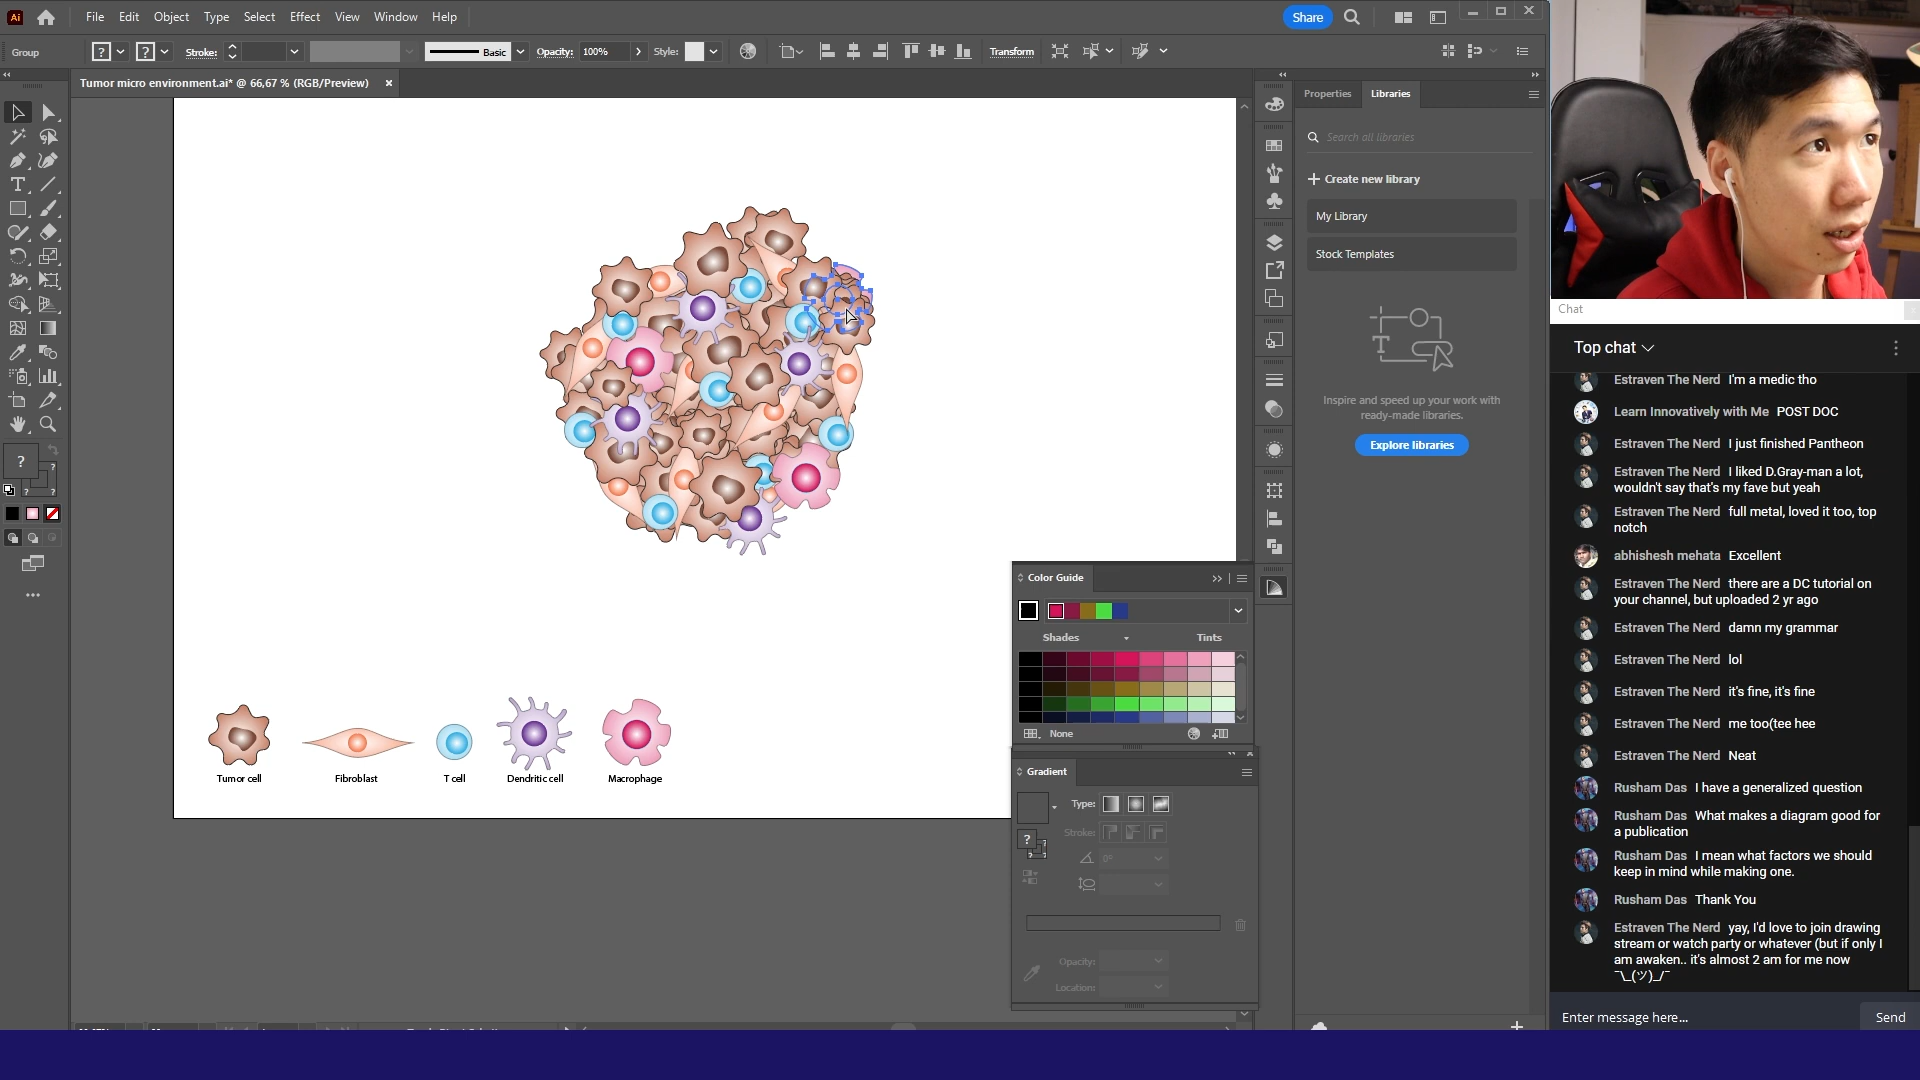 Ai File Edit Object Type Select Effect View Window Help Share
Group ? ? Stroke: Basic Opacity: 100% Style: Transform
Tumor micro environment.ai* @ 66,67 % (RGB/Preview) ×
Properties Libraries
Search all libraries
+ Create new library
My Library
Stock Templates
Inspire and speed up your work with
ready-made libraries.
Explore libraries
Tumor cell Fibroblast T cell Dendritic cell Macrophage
Color Guide
Shades Tints
None
Gradient
Type:
Stroke:
0°
Opacity:
Location:
Chat
Top chat
Estraven The Nerd I'm a medic tho
Learn Innovatively with Me POST DOC
Estraven The Nerd I just finished Pantheon
Estraven The Nerd I liked D.Gray-man a lot,
wouldn't say that's my fave but yeah
Estraven The Nerd full metal, loved it too, top
notch
abhishesh mehata Excellent
Estraven The Nerd there are a DC tutorial on
your channel, but uploaded 2 yr ago
Estraven The Nerd damn my grammar
Estraven The Nerd lol
Estraven The Nerd it's fine, it's fine
Estraven The Nerd me too(tee hee
Estraven The Nerd Neat
Rusham Das I have a generalized question
Rusham Das What makes a diagram good for
a publication
Rusham Das I mean what factors we should
keep in mind while making one.
Rusham Das Thank You
Estraven The Nerd yay, I'd love to join drawing
stream or watch party or whatever (but if only I
am awaken.. it's almost 2 am for me now
¯\_(ツ)_/¯
Enter message here...
Send